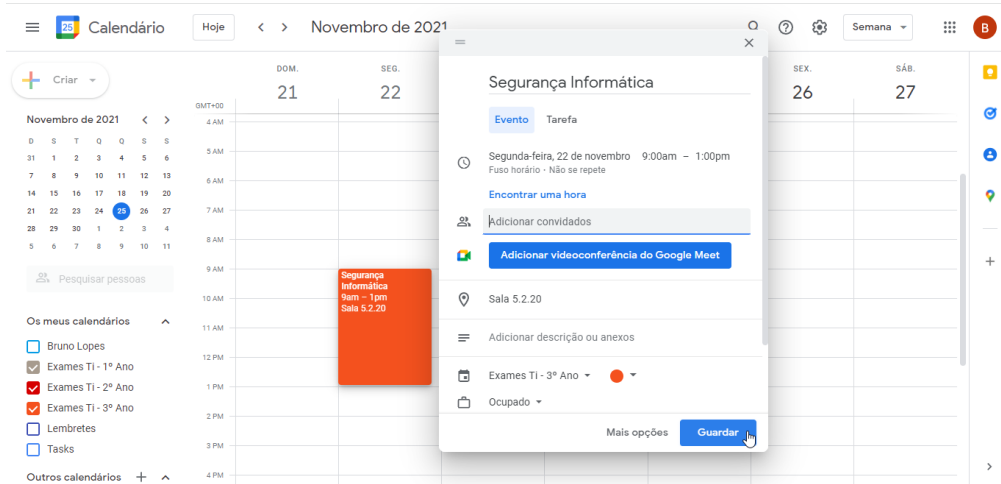 25 Calendário
Hoje
Novembro de 2021
Semana
B
Criar
GMT+00
DOM.
21
SEG.
22
SEX.
26
SÁB.
27
Novembro de 2021
D S T Q Q S S
31 1 2 3 4 5 6
7 8 9 10 11 12 13
14 15 16 17 18 19 20
21 22 23 24 25 26 27
28 29 30 1 2 3 4
5 6 7 8 9 10 11
Pesquisar pessoas
Os meus calendários
Bruno Lopes
Exames Ti - 1º Ano
Exames Ti - 2º Ano
Exames Ti - 3º Ano
Lembretes
Tasks
Outros calendários
4 AM
5 AM
6 AM
7 AM
8 AM
9 AM
10 AM
11 AM
12 PM
1 PM
2 PM
3 PM
4 PM
Segurança
Informática
9am – 1pm
Sala 5.2.20
Segurança Informática
Evento Tarefa
Segunda-feira, 22 de novembro 9:00am – 1:00pm
Fuso horário · Não se repete
Encontrar uma hora
Adicionar convidados
Adicionar videoconferência do Google Meet
Sala 5.2.20
Adicionar descrição ou anexos
Exames Ti - 3º Ano
Ocupado
Mais opções Guardar